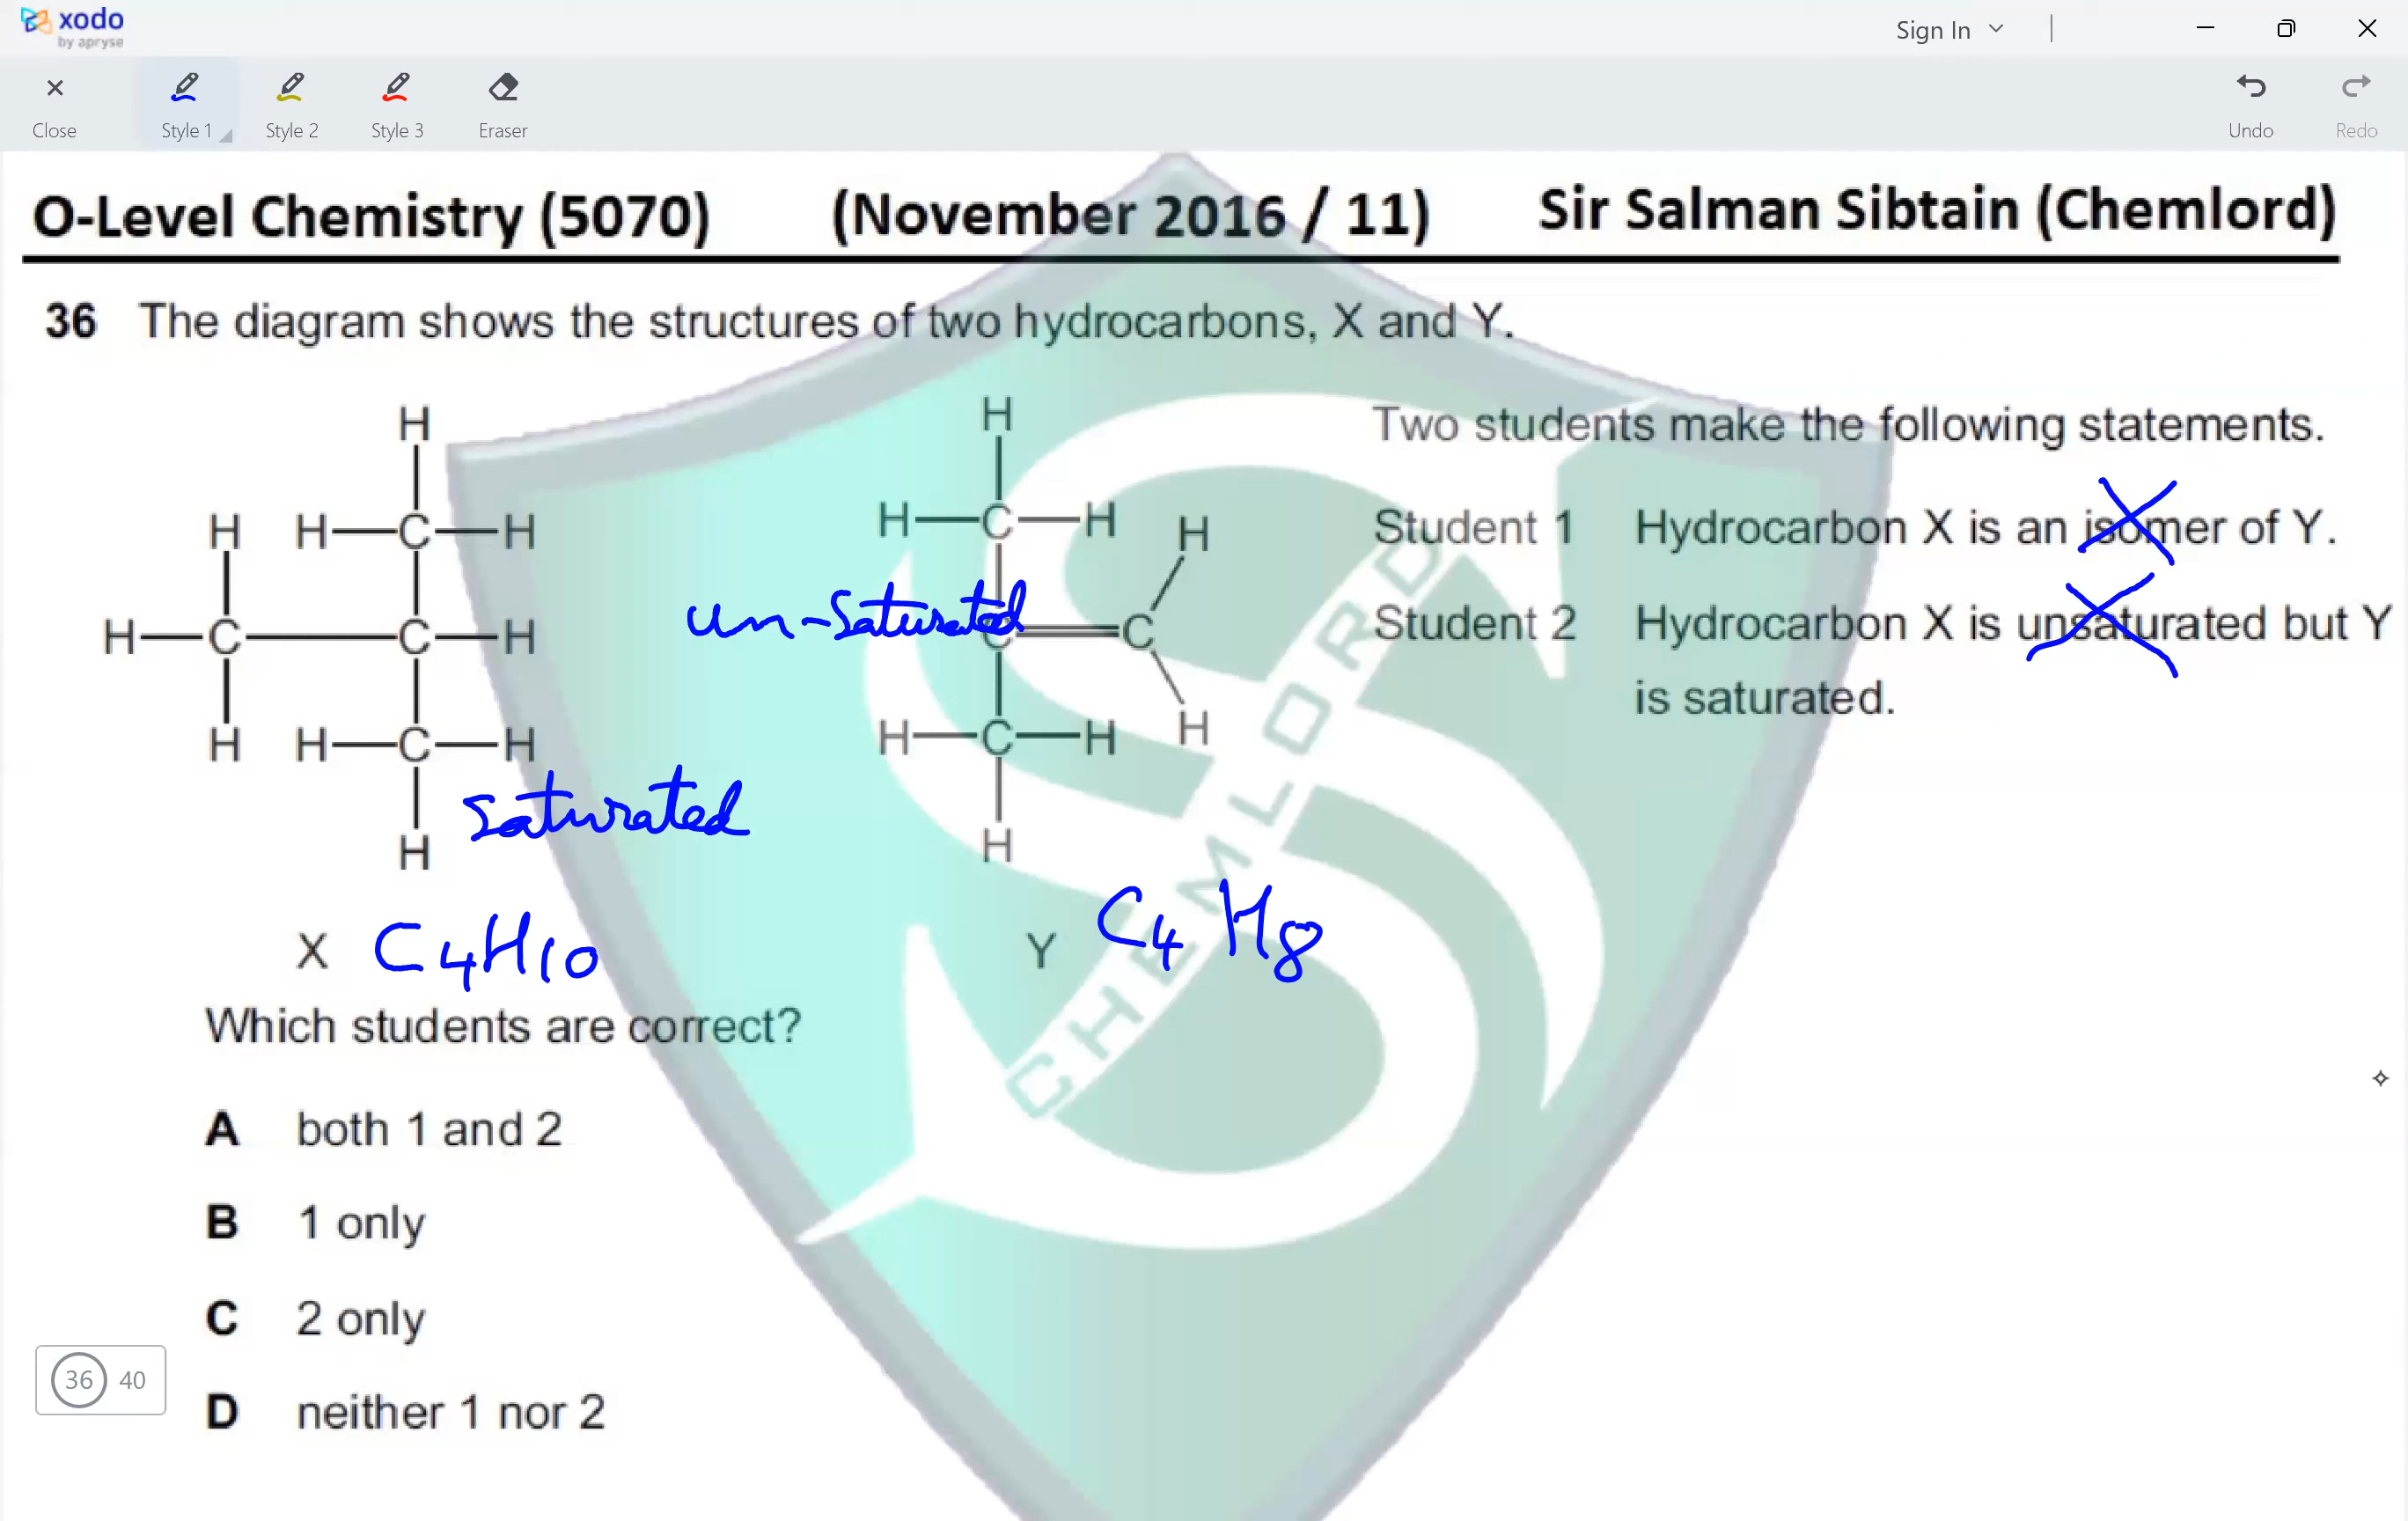 xodo
by apryse
Sign In
Close
Style 1
Style 2
Style 3
Eraser
Undo
Redo
O-Level Chemistry (5070) (November 2016 / 11) Sir Salman Sibtain (Chemlord)
36 The diagram shows the structures of two hydrocarbons, X and Y.
H
H H—C—H
H—C—C—H
H H—C—H
H
saturated
X C4H10
H
H—C—H H
un-saturated
C=C
H—C—H H
H
Y C4H8
CHEMLORD
Two students make the following statements.
Student 1 Hydrocarbon X is an isomer of Y.
Student 2 Hydrocarbon X is unsaturated but Y
is saturated.
Which students are correct?
A both 1 and 2
B 1 only
C 2 only
D neither 1 nor 2
36 40